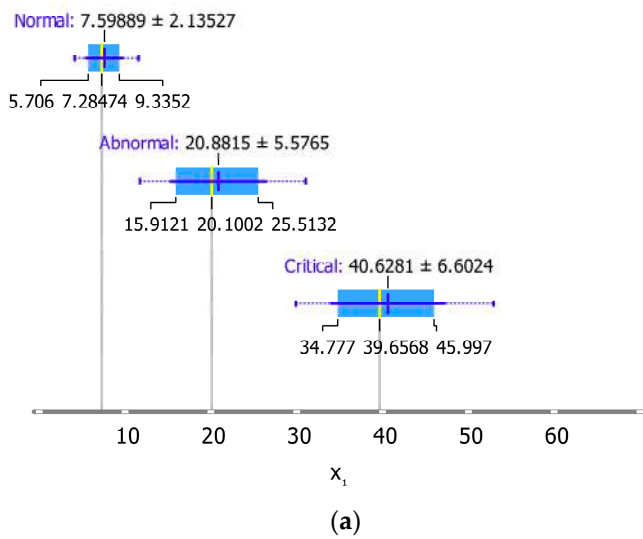 Normal: 7.59889 ± 2.13527
5.706 7.28474 9.3352
Abnormal: 20.8815 ± 5.5765
15.9121 20.1002 25.5132
Critical: 40.6281 ± 6.6024
34.777 39.6568 45.997
10 20 30 40 50 60
x₁
(a)